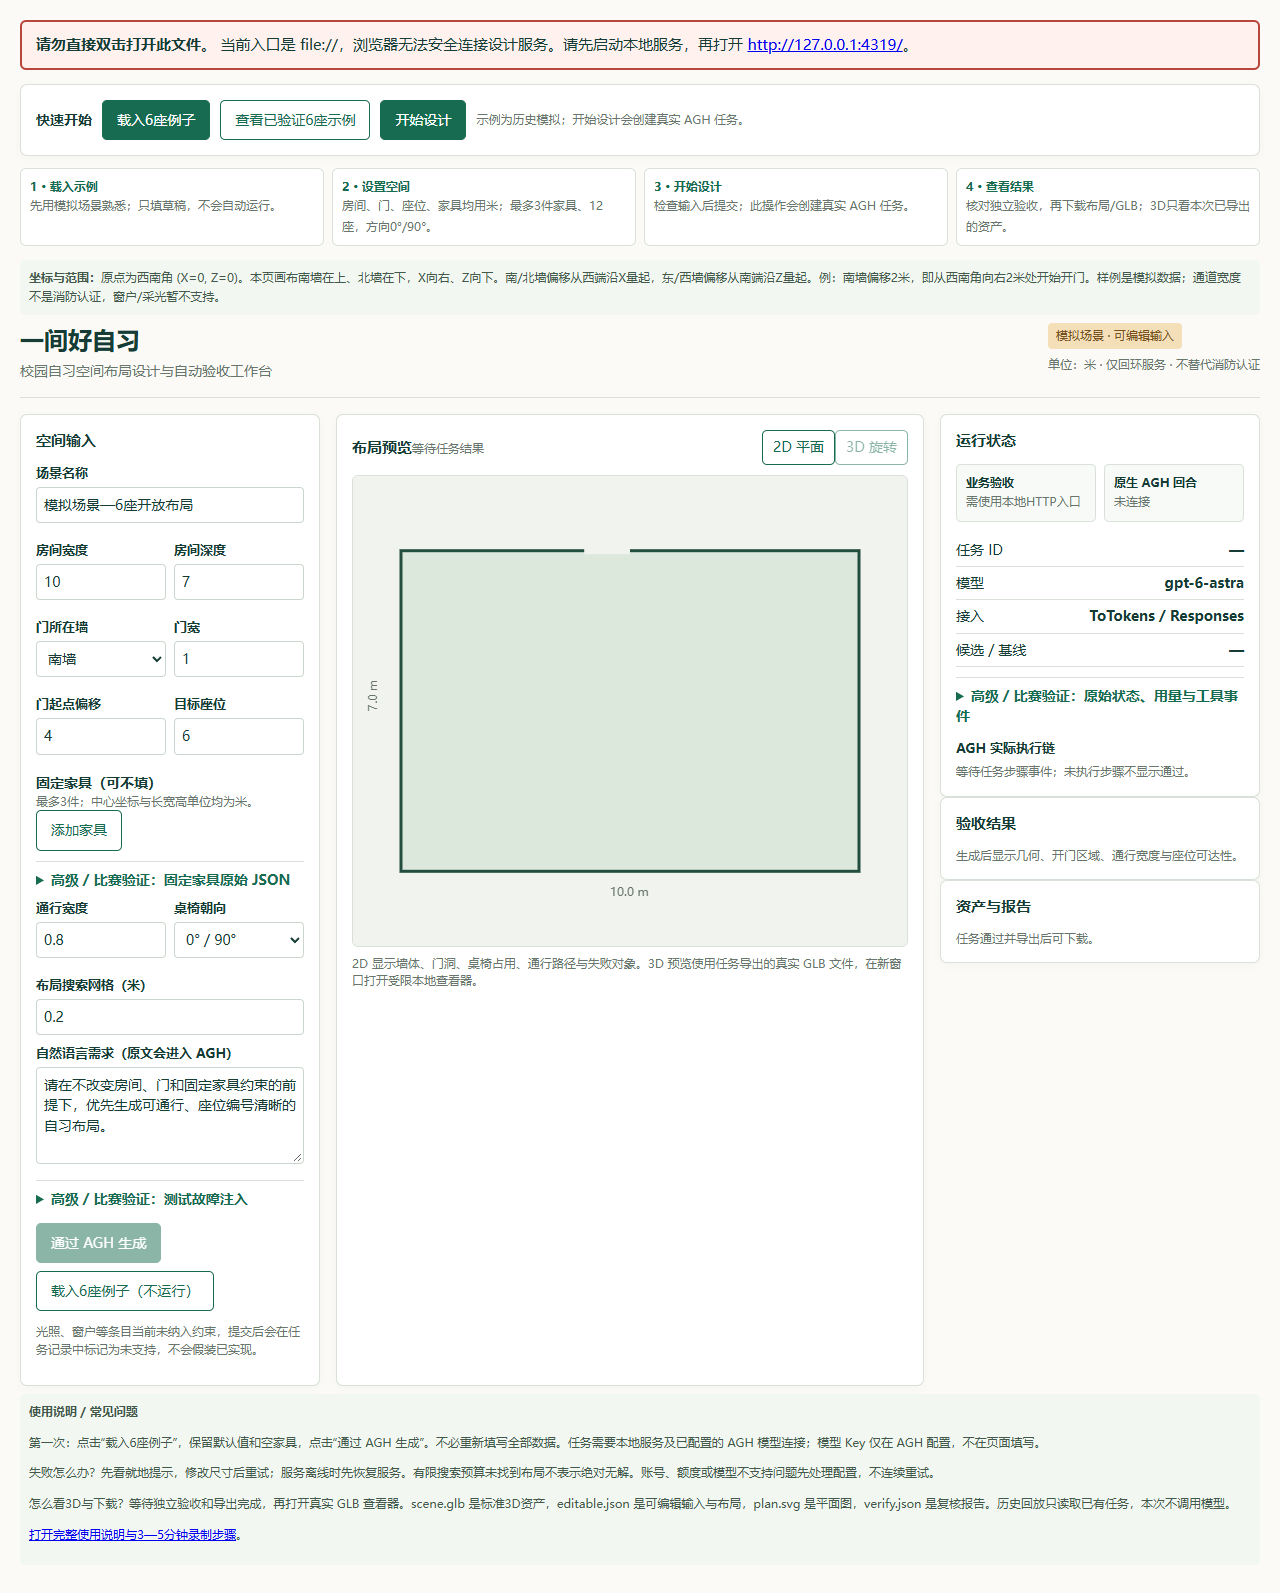 请勿直接双击打开此文件。 当前入口是 file://，浏览器无法安全连接设计服务。请先启动本地服务，再打开 http://127.0.0.1:4319/。
快速开始 载入6座例子 查看已验证6座示例 开始设计 示例为历史模拟；开始设计会创建真实 AGH 任务。
1 · 载入示例
先用模拟场景熟悉；只填草稿，不会自动运行。
2 · 设置空间
房间、门、座位、家具均用米；最多3件家具、12
座，方向0°/90°。
3 · 开始设计
检查输入后提交；此操作会创建真实 AGH 任务。
4 · 查看结果
核对独立验收，再下载布局/GLB；3D只看本次已导出
的资产。
坐标与范围：原点为西南角 (X=0, Z=0)。本页画布南墙在上、北墙在下，X向右、Z向下。南/北墙偏移从西端沿X量起，东/西墙偏移从南端沿Z量起。例：南墙偏移2米，即从西南角向右2米处开始开门。样例是模拟数据；通道宽度
不是消防认证，窗户/采光暂不支持。
一间好自习
校园自习空间布局设计与自动验收工作台
模拟场景 · 可编辑输入
单位：米 · 仅回环服务 · 不替代消防认证
空间输入
场景名称
模拟场景—6座开放布局
房间宽度 房间深度
10 7
门所在墙 门宽
南墙 1
门起点偏移 目标座位
4 6
固定家具（可不填）
最多3件；中心坐标与长宽高单位均为米。
添加家具
▶ 高级 / 比赛验证：固定家具原始 JSON
通行宽度 桌椅朝向
0.8 0° / 90°
布局搜索网格（米）
0.2
自然语言需求（原文会进入 AGH）
请在不改变房间、门和固定家具约束的前
提下，优先生成可通行、座位编号清晰的
自习布局。
▶ 高级 / 比赛验证：测试故障注入
通过 AGH 生成
载入6座例子（不运行）
光照、窗户等条目当前未纳入约束，提交后会在任
务记录中标记为未支持，不会假装已实现。
布局预览等待任务结果 2D 平面 3D 旋转
7.0 m
10.0 m
2D 显示墙体、门洞、桌椅占用、通行路径与失败对象。3D 预览使用任务导出的真实 GLB 文件，在新窗
口打开受限本地查看器。
运行状态
业务验收
需使用本地HTTP入口
原生 AGH 回合
未连接
任务 ID —
模型 gpt-6-astra
接入 ToTokens / Responses
候选 / 基线 —
▶ 高级 / 比赛验证：原始状态、用量与工具事
件
AGH 实际执行链
等待任务步骤事件；未执行步骤不显示通过。
验收结果
生成后显示几何、开门区域、通行宽度与座位可达性。
资产与报告
任务通过并导出后可下载。
使用说明 / 常见问题
第一次：点击“载入6座例子”，保留默认值和空家具，点击“通过 AGH 生成”。不必重新填写全部数据。任务需要本地服务及已配置的 AGH 模型连接；模型 Key 仅在 AGH 配置，不在页面填写。
失败怎么办？先看就地提示，修改尺寸后重试；服务离线时先恢复服务。有限搜索预算未找到布局不表示绝对无解。账号、额度或模型不支持问题先处理配置，不连续重试。
怎么看3D与下载？等待独立验收和导出完成，再打开真实 GLB 查看器。scene.glb 是标准3D资产，editable.json 是可编辑输入与布局，plan.svg 是平面图，verify.json 是复核报告。历史回放只读取已有任务，本次不调用模型。
打开完整使用说明与3—5分钟录制步骤。